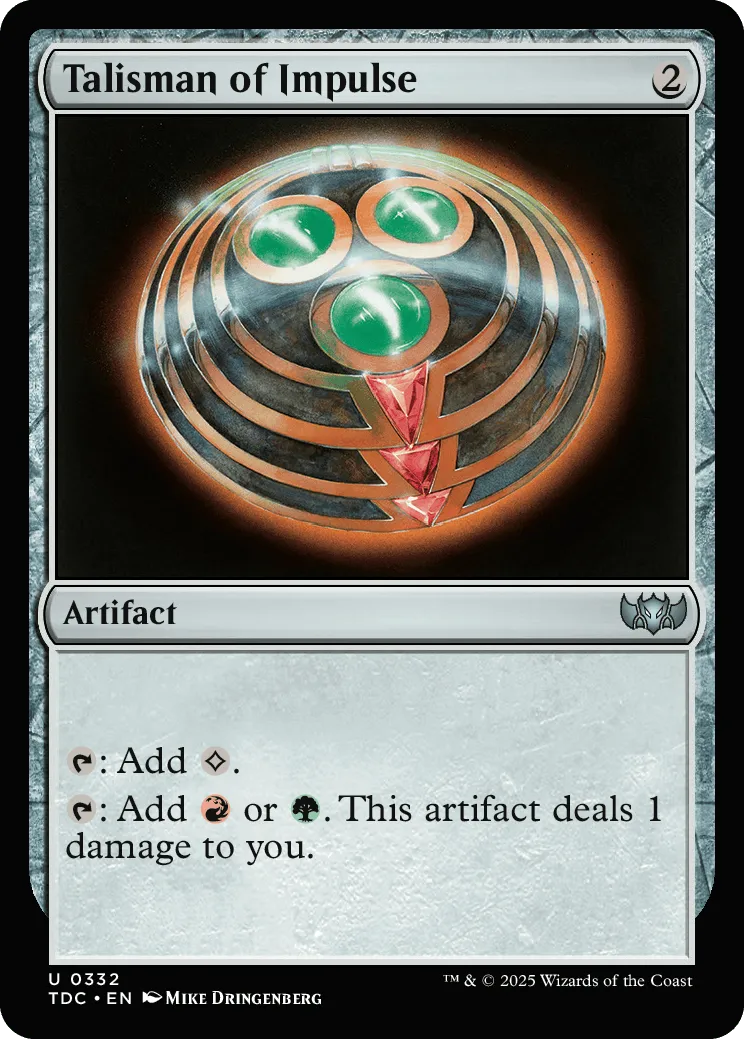 Talisman of Impulse 2
Artifact
: Add .
: Add or . This artifact deals 1
damage to you.
U 0332
TDC • EN Mike Dringenberg
™ & © 2025 Wizards of the Coast